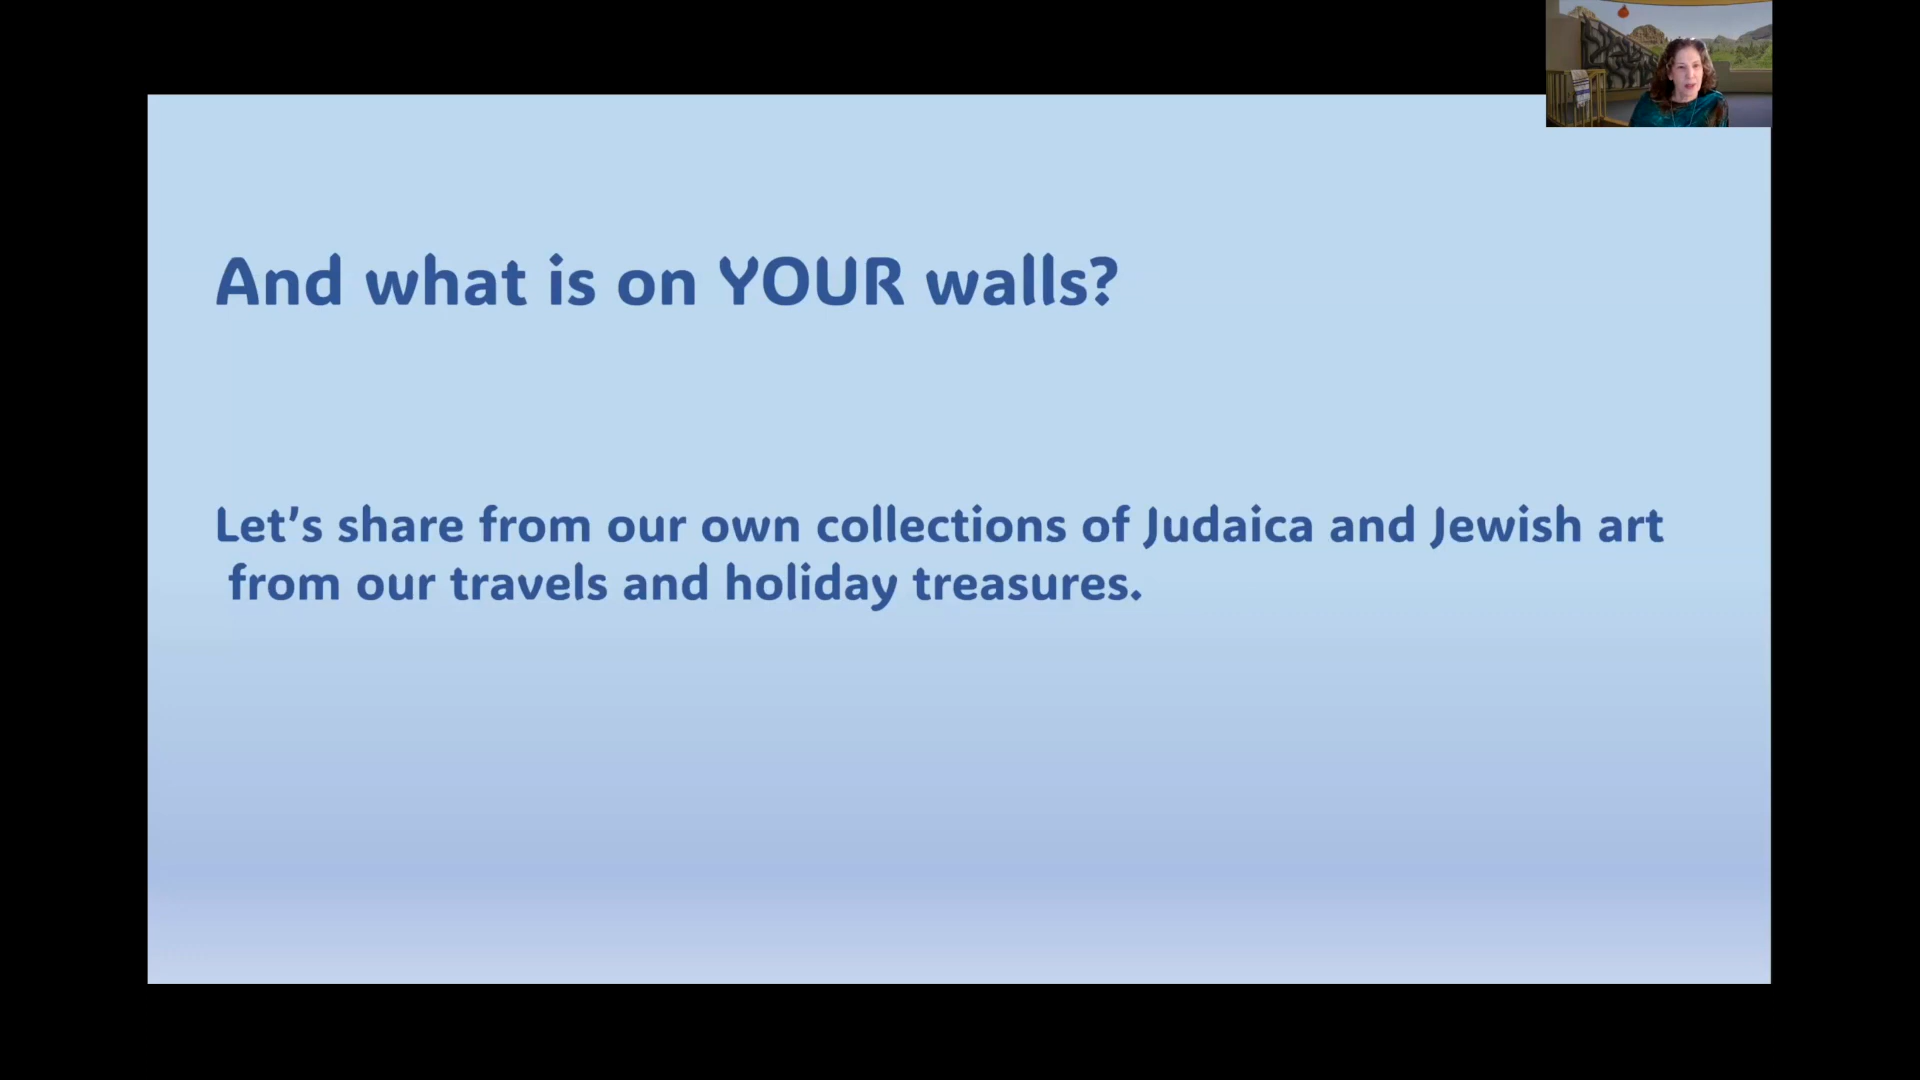 And what is on YOUR walls?
Let’s share from our own collections of Judaica and Jewish art
from our travels and holiday treasures.